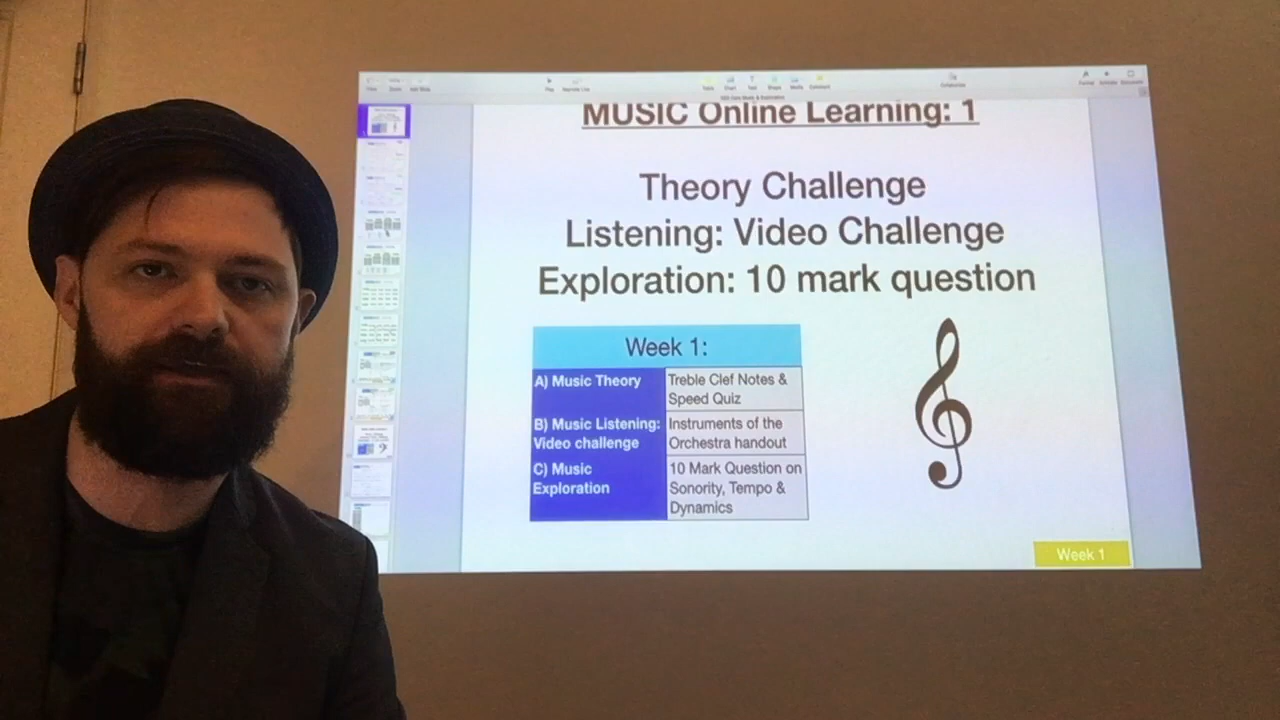 MUSIC Online Learning: 1
Theory Challenge
Listening: Video Challenge
Exploration: 10 mark question
Week 1:
A) Music Theory
Treble Clef Notes &
Speed Quiz
B) Music Listening:
Video challenge
Instruments of the
Orchestra handout
C) Music
Exploration
10 Mark Question on
Sonority, Tempo &
Dynamics
Week 1